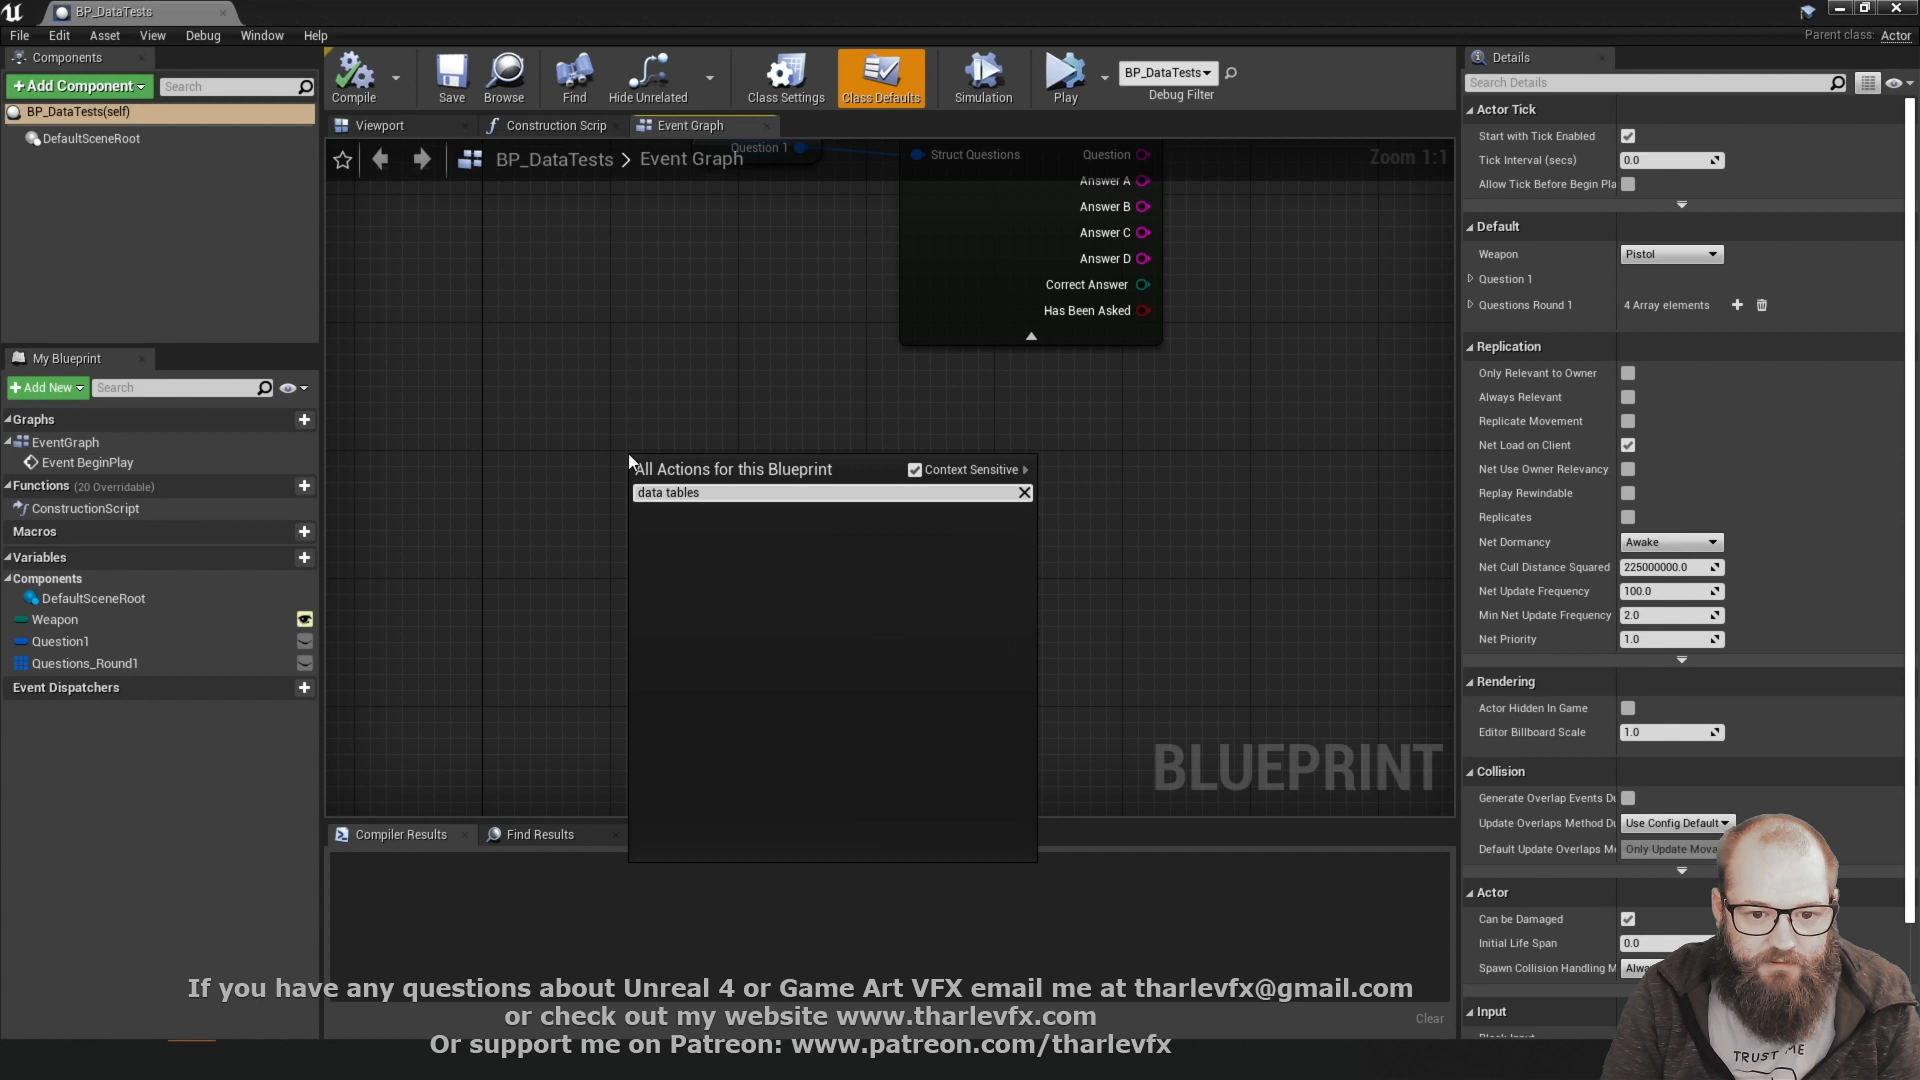 BP_DataTests
File Edit Asset View Debug Window Help
Parent class: Actor
Components
+Add Component
Search
BP_DataTests(self)
DefaultSceneRoot
Compile
Save
Browse
Find
Hide Unrelated
Class Settings
Class Defaults
Simulation
Play
BP_DataTests
Debug Filter
Viewport
Construction Scrip
Event Graph
BP_DataTests > Event Graph
Zoom 1:1
Question 1
Struct Questions
Question
Answer A
Answer B
Answer C
Answer D
Correct Answer
Has Been Asked
All Actions for this Blueprint
Context Sensitive
data tables
BLUEPRINT
My Blueprint
+Add New
Search
Graphs
EventGraph
Event BeginPlay
Functions (20 Overridable)
ConstructionScript
Macros
Variables
Components
DefaultSceneRoot
Weapon
Question1
Questions_Round1
Event Dispatchers
Compiler Results
Find Results
Clear
Details
Search Details
Actor Tick
Start with Tick Enabled
Tick Interval (secs) 0.0
Allow Tick Before Begin Pla
Default
Weapon Pistol
Question 1
Questions Round 1 4 Array elements
Replication
Only Relevant to Owner
Always Relevant
Replicate Movement
Net Load on Client
Net Use Owner Relevancy
Replay Rewindable
Replicates
Net Dormancy Awake
Net Cull Distance Squared 225000000.0
Net Update Frequency 100.0
Min Net Update Frequency 2.0
Net Priority 1.0
Rendering
Actor Hidden In Game
Editor Billboard Scale 1.0
Collision
Generate Overlap Events Du
Update Overlaps Method Du Use Config Default
Default Update Overlaps Me Only Update Mova
Actor
Can be Damaged
Initial Life Span 0.0
Spawn Collision Handling M Alwa
Input
If you have any questions about Unreal 4 or Game Art VFX email me at tharlevfx@gmail.com
or check out my website www.tharlevfx.com
Or support me on Patreon: www.patreon.com/tharlevfx
TRUST ME